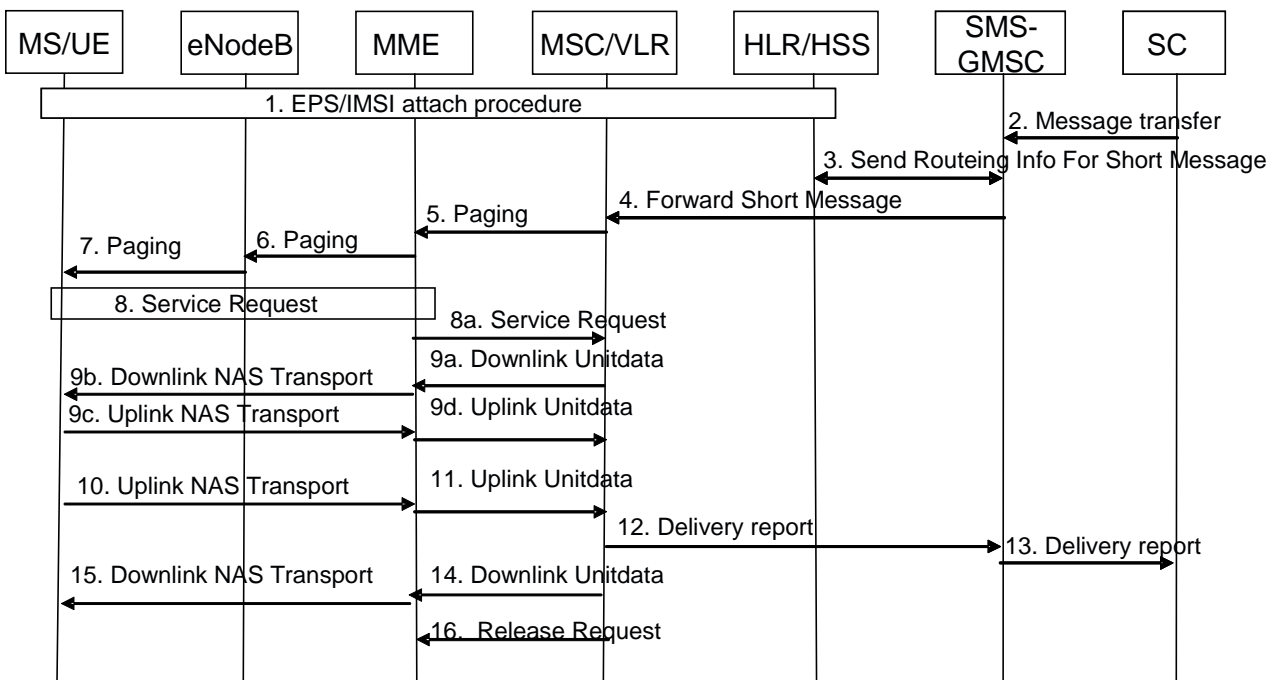 MS/UE
eNodeB
MME
MSC/VLR
HLR/HSS
SMS-
GMSC
SC
1. EPS/IMSI attach procedure
2. Message transfer
3. Send Routeing Info For Short Message
4. Forward Short Message
5. Paging
6. Paging
7. Paging
8. Service Request
8a. Service Request
9a. Downlink Unitdata
9b. Downlink NAS Transport
9c. Uplink NAS Transport
9d. Uplink Unitdata
10. Uplink NAS Transport
11. Uplink Unitdata
12. Delivery report
13. Delivery report
15. Downlink NAS Transport
14. Downlink Unitdata
16. Release Request